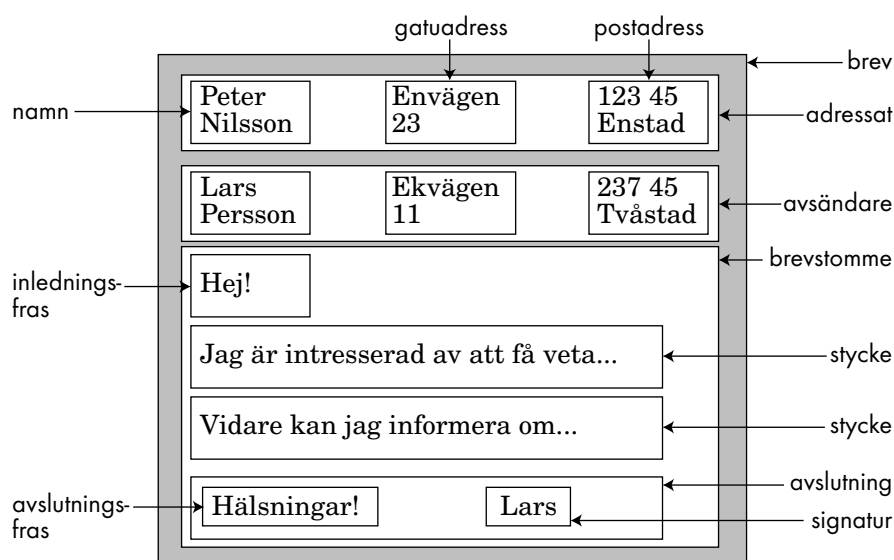 gatuadress
postadress
brev
namn
Peter
Nilsson
Envägen
23
123 45
Enstad
adressat
Lars
Persson
Ekvägen
11
237 45
Tvåstad
avsändare
brevstomme
inlednings-
fras
Hej!
Jag är intresserad av att få veta...
stycke
Vidare kan jag informera om...
stycke
avslutning
avslutnings-
fras
Hälsningar!
Lars
signatur